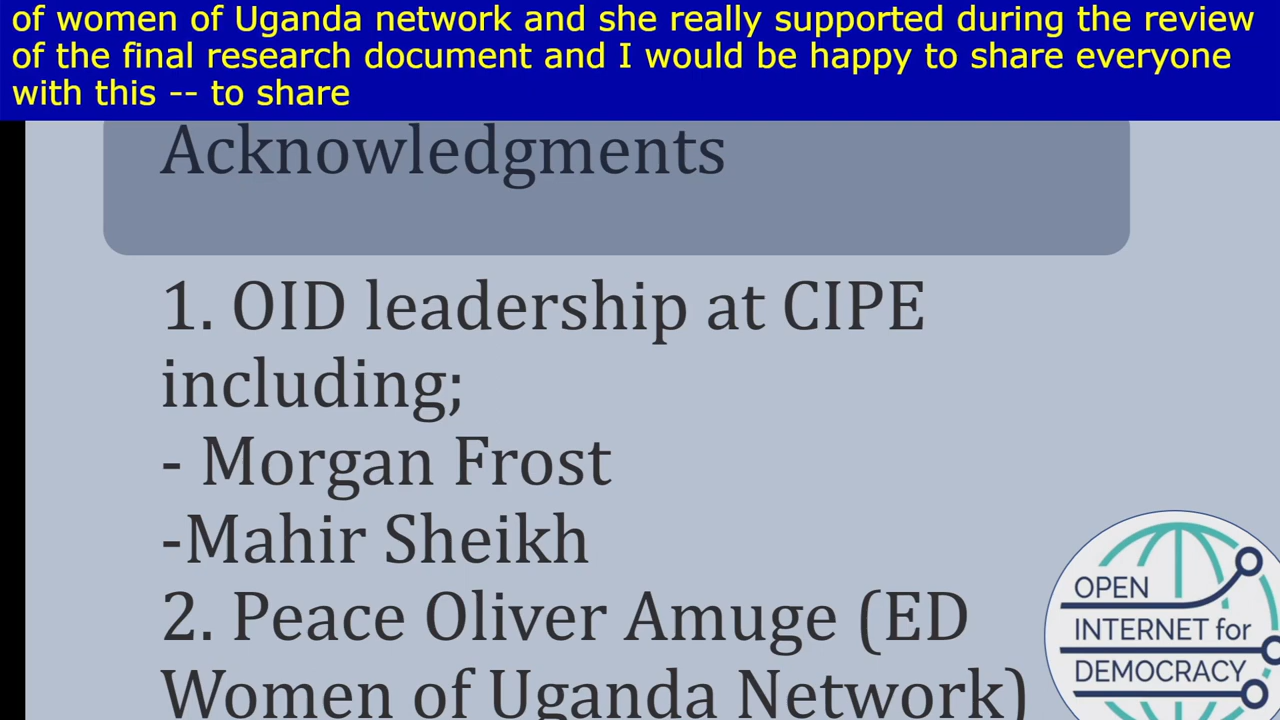 of women of Uganda network and she really supported during the review
of the final research document and I would be happy to share everyone
with this -- to share
Acknowledgments
1. OID leadership at CIPE
including;
- Morgan Frost
-Mahir Sheikh
2. Peace Oliver Amuge (ED
Women of Uganda Network)
OPEN
INTERNET for
DEMOCRACY